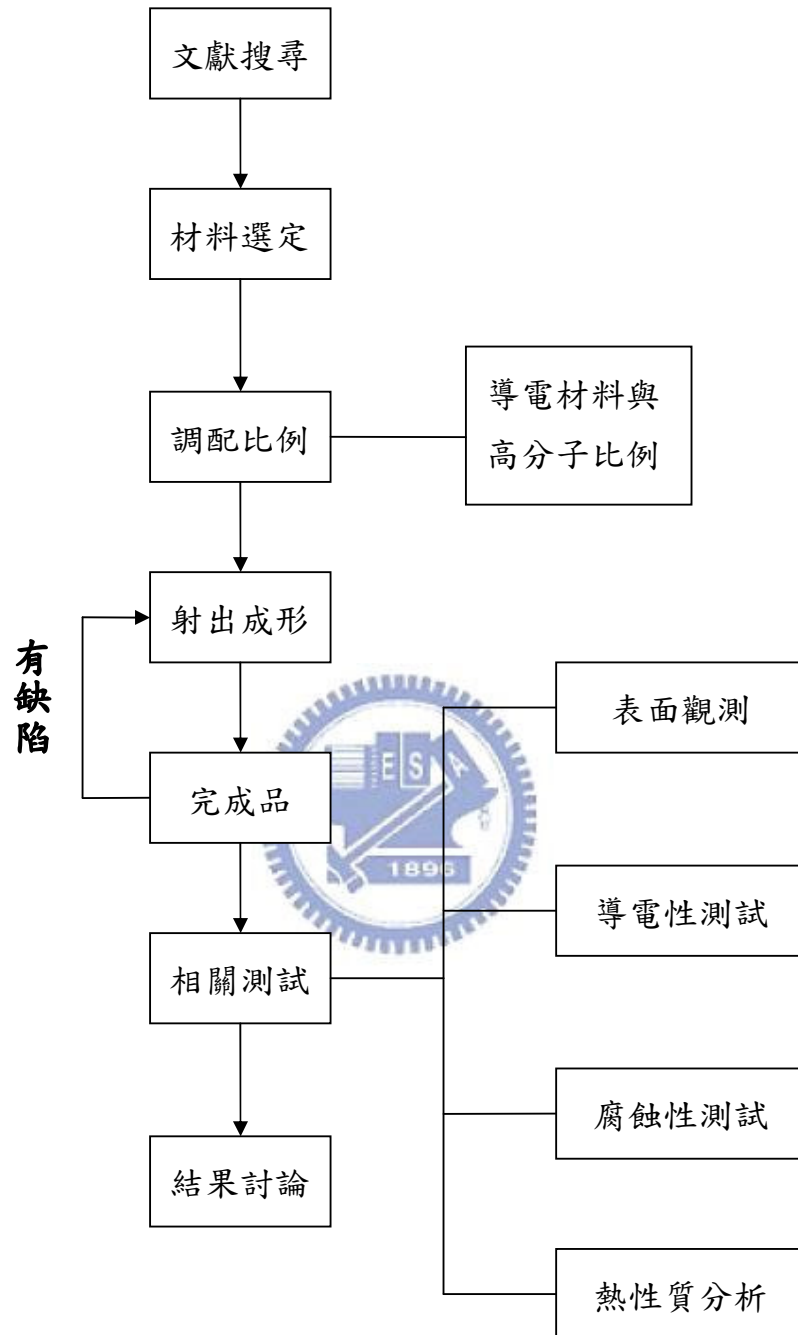 文獻搜尋
材料選定
調配比例
導電材料與
高分子比例
射出成形
有缺陷
完成品
表面觀測
導電性測試
相關測試
腐蝕性測試
結果討論
熱性質分析
E S A
1896